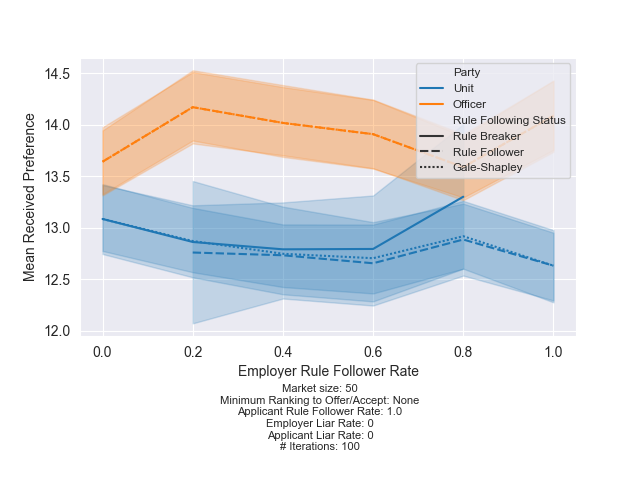 14.5
14.0
13.5
13.0
12.5
12.0
Mean Received Preference
Party
Unit
Officer
Rule Following Status
Rule Breaker
Rule Follower
Gale-Shapley
0.0 0.2 0.4 0.6 0.8 1.0
Employer Rule Follower Rate
Market size: 50
Minimum Ranking to Offer/Accept: None
Applicant Rule Follower Rate: 1.0
Employer Liar Rate: 0
Applicant Liar Rate: 0
# Iterations: 100